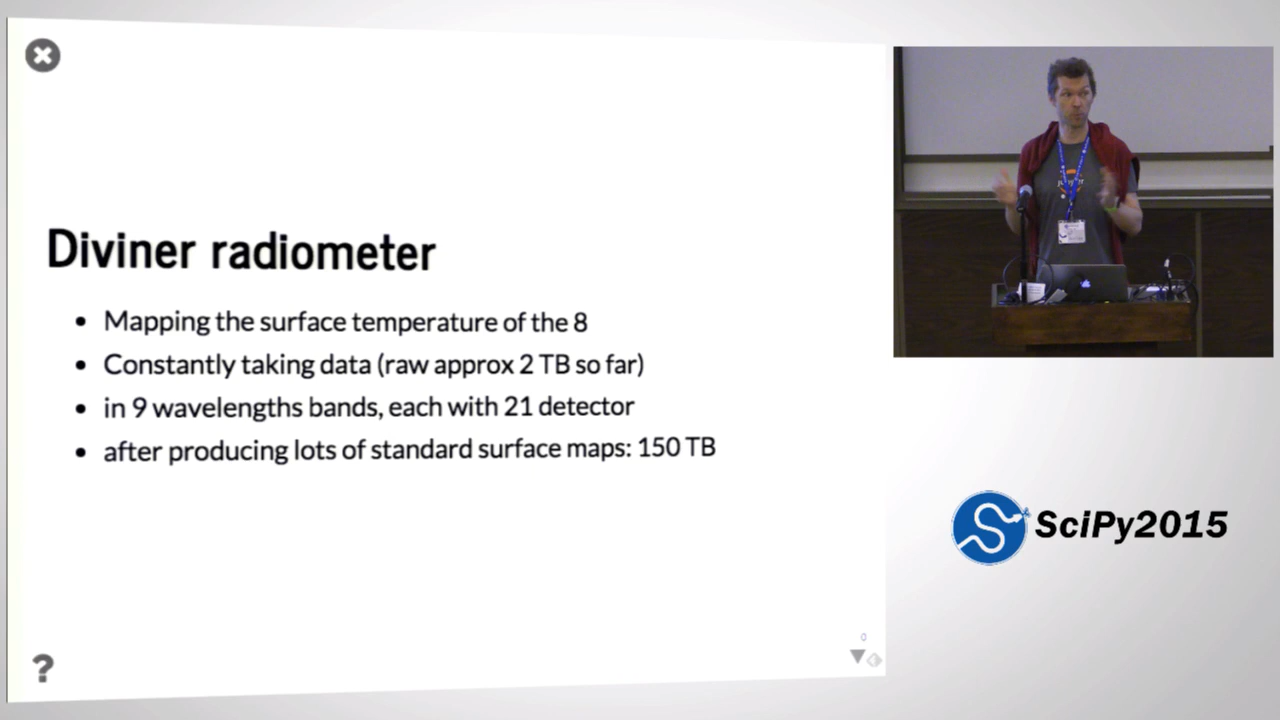 Diviner radiometer
Mapping the surface temperature of the 8
Constantly taking data (raw approx 2 TB so far)
in 9 wavelengths bands, each with 21 detector
after producing lots of standard surface maps: 150 TB
?
0
SciPy2015